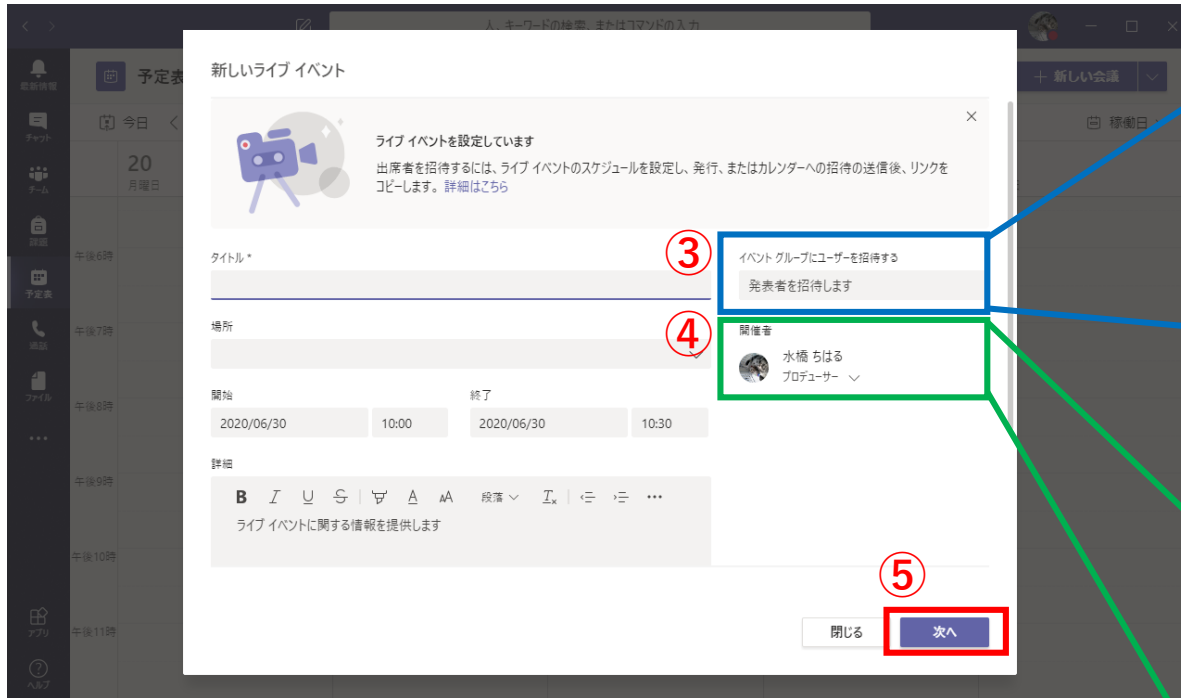 人、キーワードの検索、またはコマンドの入力
最新情報
チャット
チーム
課題
予定表
通話
ファイル
アプリ
ヘルプ
予定表
+ 新しい会議
今日
稼働日
20
月曜日
午後6時
午後7時
午後8時
午後9時
午後10時
午後11時
新しいライブ イベント
ライブ イベントを設定しています
出席者を招待するには、ライブ イベントのスケジュールを設定し、発行、またはカレンダーへの招待の送信後、リンクを
コピーします。詳細はこちら
③
タイトル *
イベント グループにユーザーを招待する
発表者を招待します
④
場所
開催者
水橋 ちはる
プロデューサー
開始
終了
2020/06/30 10:00 2020/06/30 10:30
詳細
B I U S A AA 段落 Tx
ライブ イベントに関する情報を提供します
⑤
閉じる 次へ